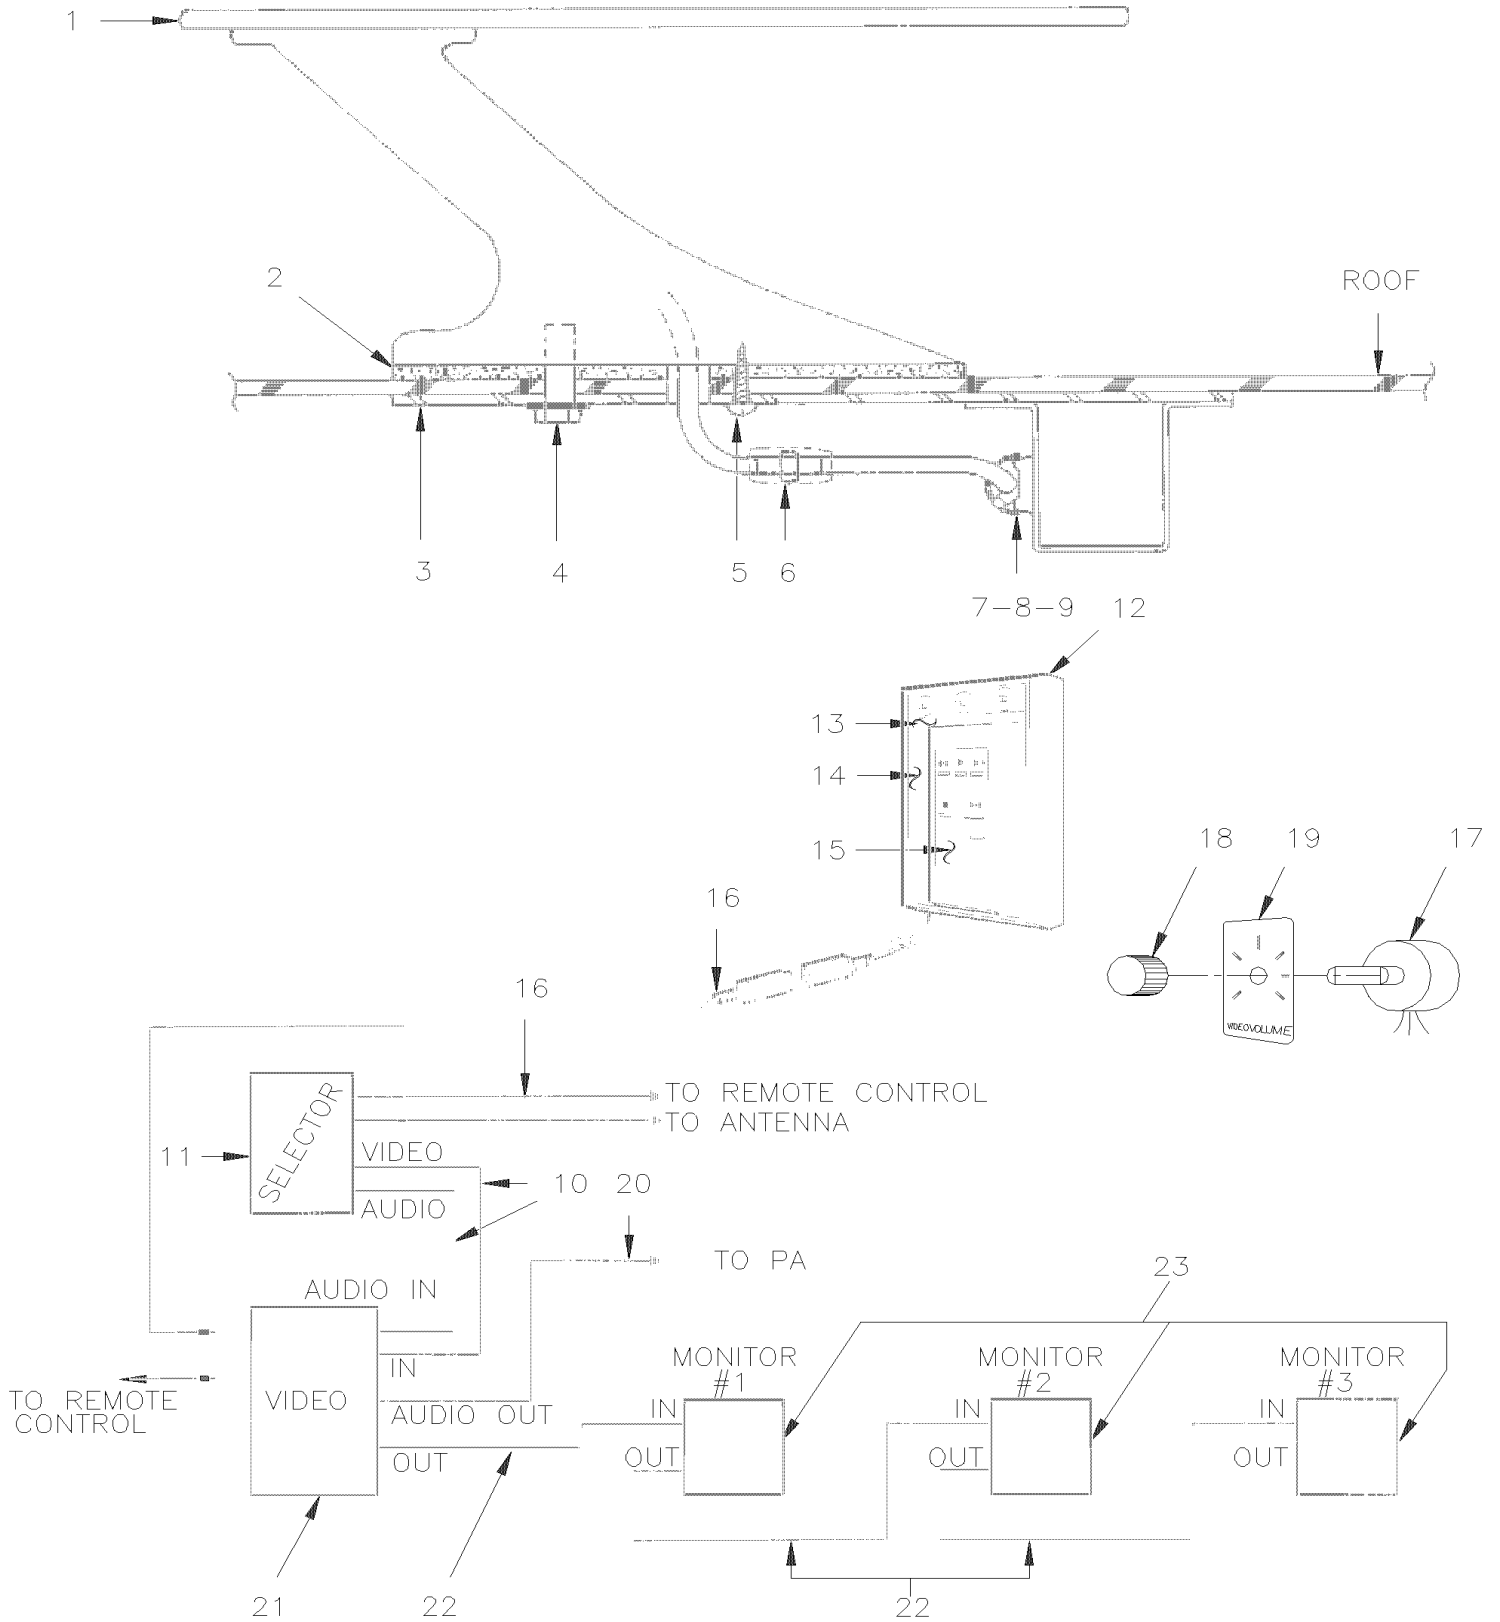 1
2
ROOF
3
4
5
6
7-8-9
12
13
14
15
16
18
19
17
VIDEO VOLUME
16
SELECTOR
TO REMOTE CONTROL
TO ANTENNA
11
VIDEO
AUDIO
10
20
TO PA
AUDIO IN
23
IN
VIDEO
TO REMOTE
CONTROL
AUDIO OUT
OUT
MONITOR
#1
IN
OUT
MONITOR
#2
IN
OUT
MONITOR
#3
IN
OUT
21
22
22